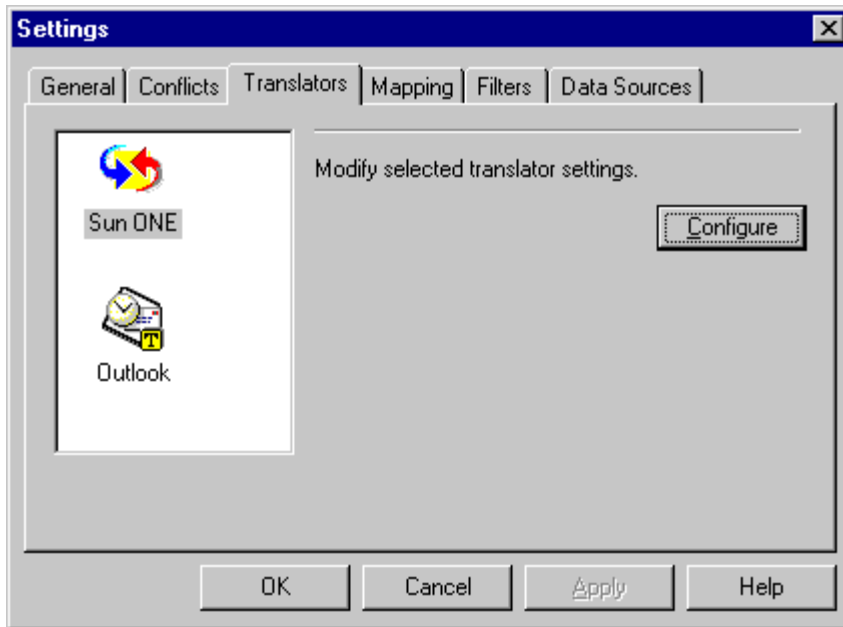 Settings
General Conflicts Translators Mapping Filters Data Sources
Modify selected translator settings.
Sun ONE
Configure
T
Outlook
OK Cancel Apply Help